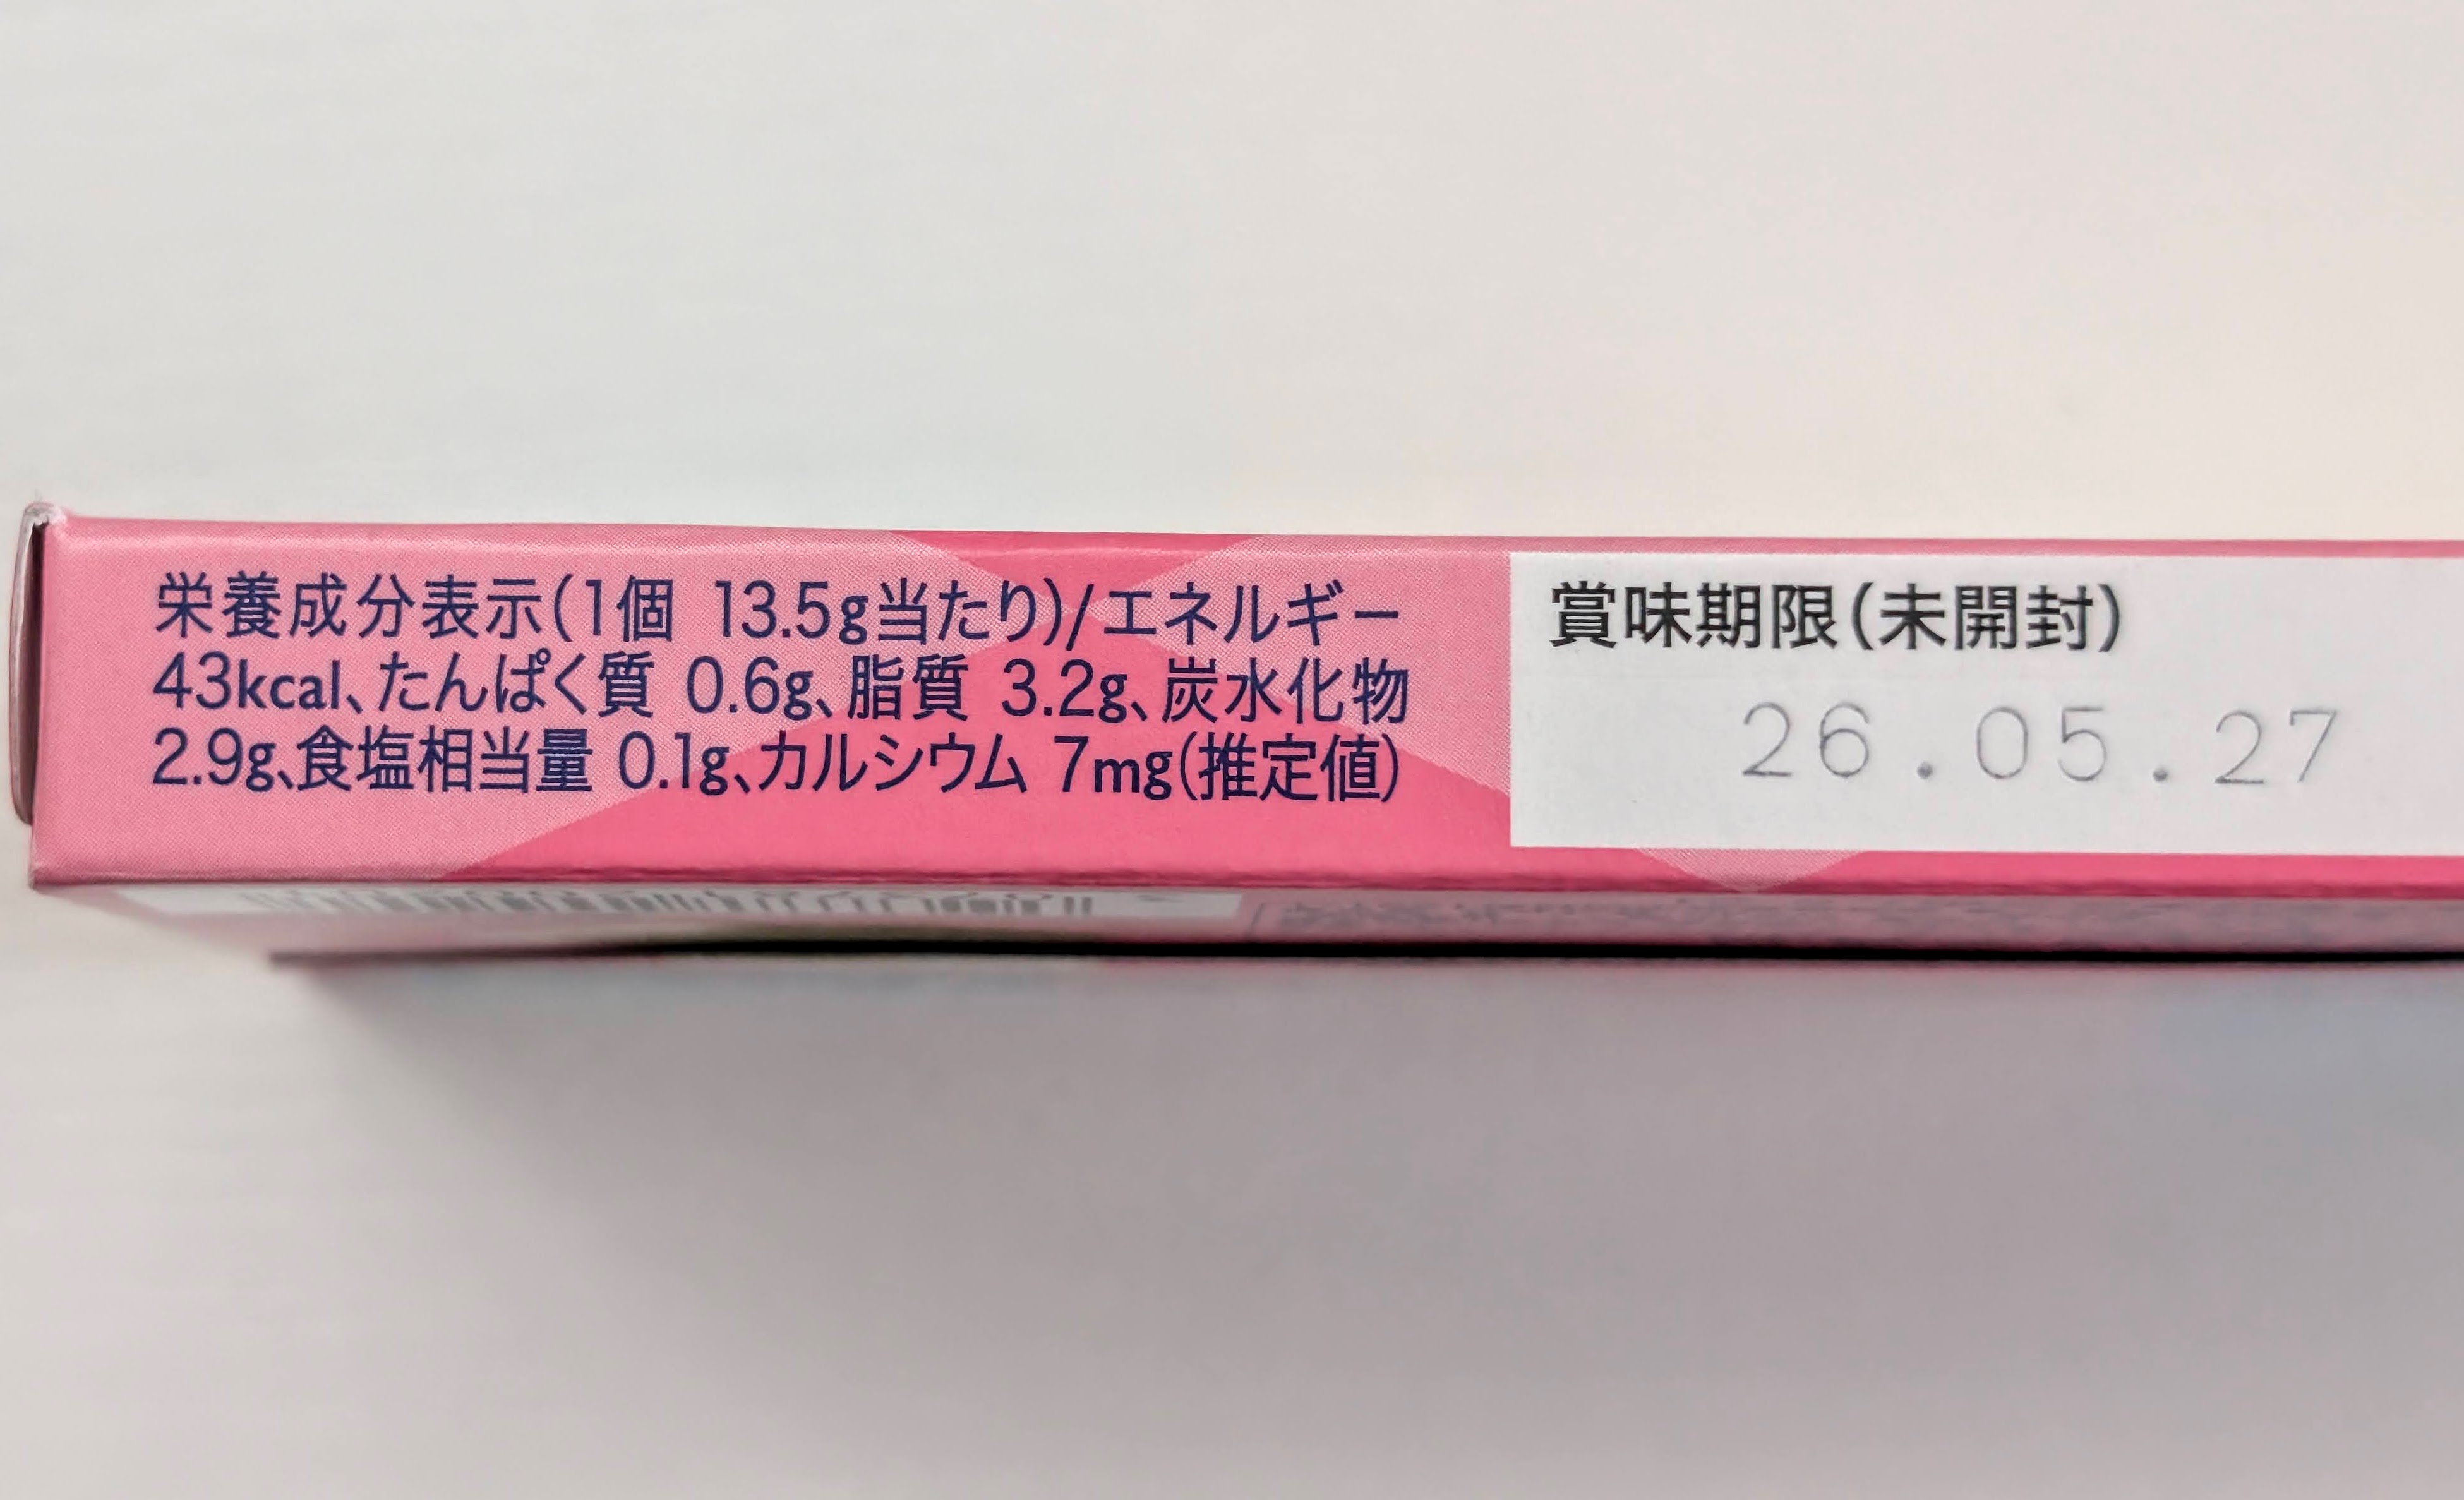 栄養成分表示(1個 13.5g当たり)/エネルギー
43kcal、たんぱく質 0.6g、脂質 3.2g、炭水化物
2.9g、食塩相当量 0.1g、カルシウム 7mg(推定値)
賞味期限(未開封)
26.05.27